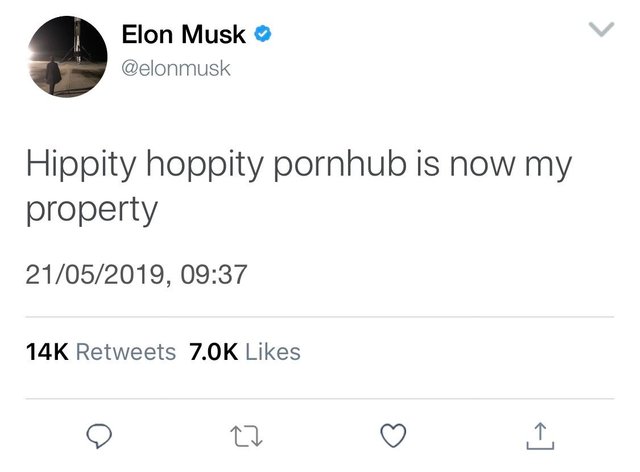 Elon Musk
@elonmusk
Hippity hoppity pornhub is now my
property
21/05/2019, 09:37
14K Retweets 7.0K Likes